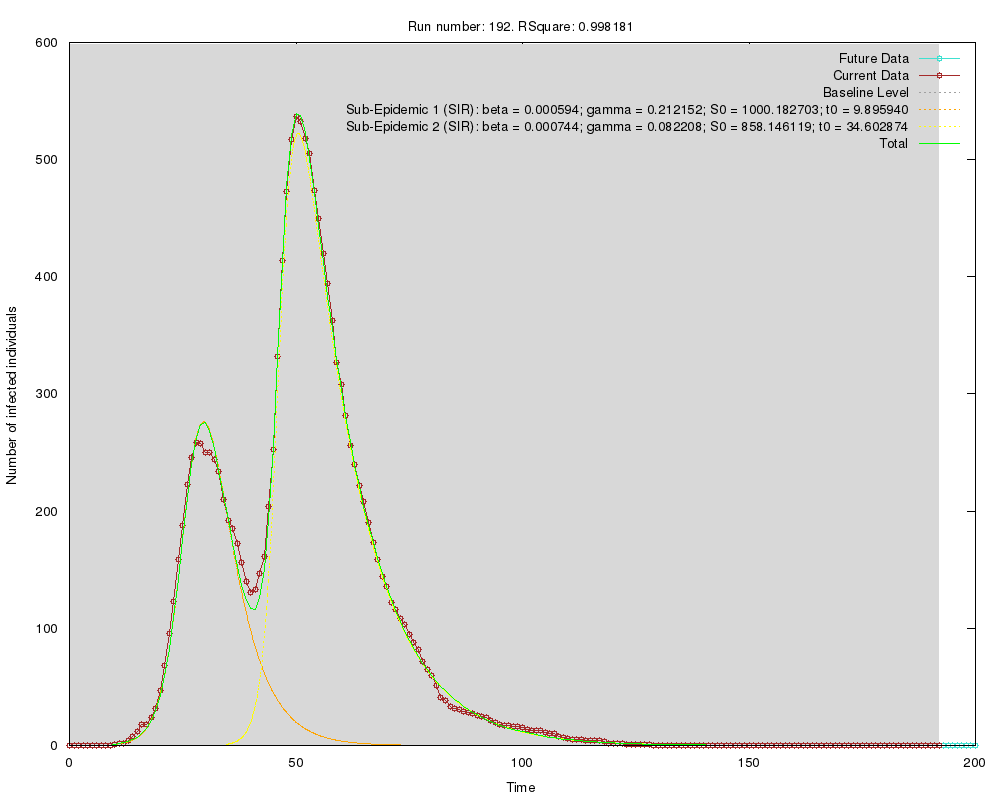 Run number: 192. RSquare: 0.998181
600
500
400
300
200
100
0
Number of infected individuals
Future Data
Current Data
Baseline Level
Sub-Epidemic 1 (SIR): beta = 0.000594; gamma = 0.212152; S0 = 1000.182703; t0 = 9.895940
Sub-Epidemic 2 (SIR): beta = 0.000744; gamma = 0.082208; S0 = 858.146119; t0 = 34.602874
Total
0 50 100 150 200
Time